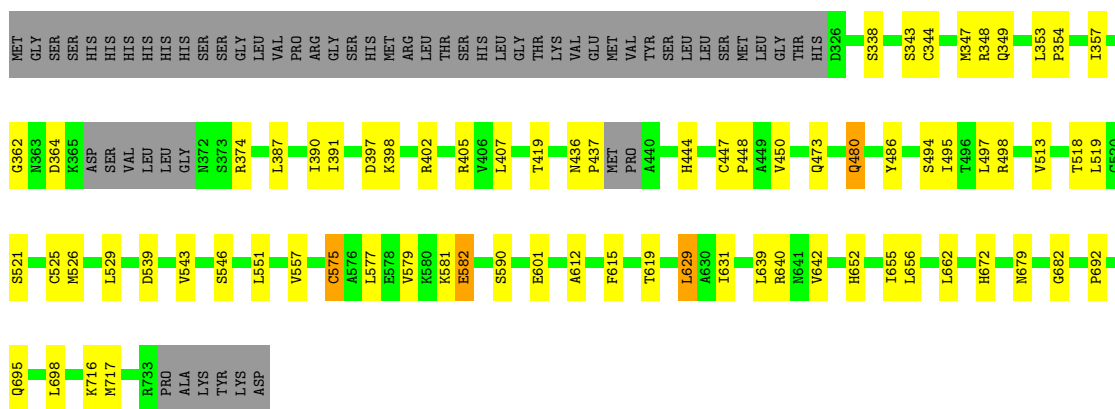 MET GLY SER SER HIS HIS HIS HIS HIS HIS SER SER GLY LEU VAL PRO ARG GLY SER HIS MET ARG LEU THR SER HIS LEU GLY THR LYS VAL GLU MET VAL TYR SER LEU LEU SER MET LEU GLY THR HIS D326 S338 S343 C344 M347 R348 Q349 L353 P354 I357
G362 N363 D364 K365 ASP SER VAL LEU LEU GLY N372 S373 R374 L387 I390 I391 D397 K398 R402 R405 V406 L407 T419 N436 P437 MET PRO A440 H444 C447 P448 A449 V450 Q473 Q480 Y486 S494 I495 T496 L497 R498 V513 T518 L519 G520
S521 C525 M526 L529 D539 V543 S546 L551 V557 C575 A576 L577 E578 V579 K580 K581 E582 S590 E601 A612 F615 T619 L629 A630 I631 L639 R640 N641 V642 H652 I655 L656 L662 H672 N679 G682 P692
Q695 L698 K716 M717 R733 PRO ALA LYS TYR LYS ASP